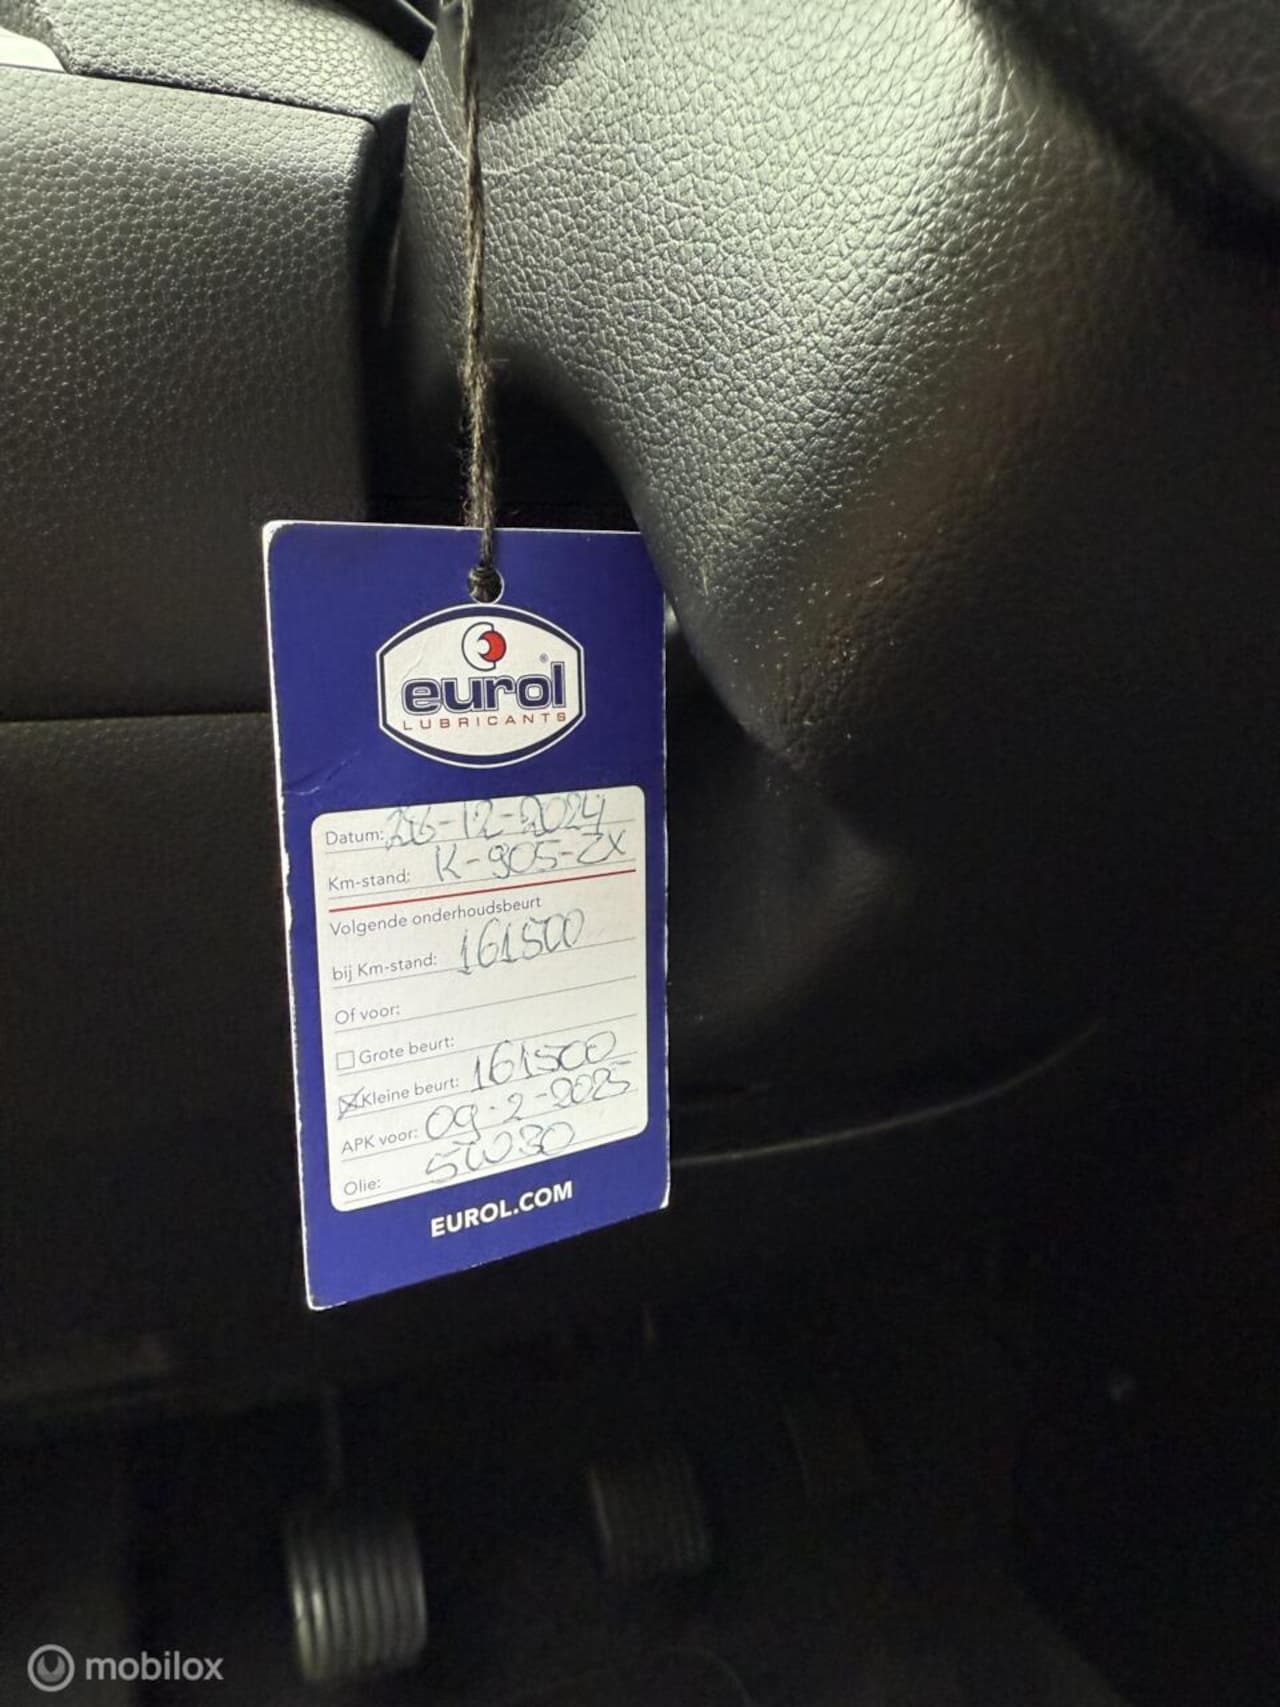 eurol®
LUBRICANTS
Datum: 26-12-2024
Km-stand: K-905-ZX
Volgende onderhoudsbeurt
bij Km-stand: 161500
Of voor:
Grote beurt:
Kleine beurt: 161500
APK voor: 09-2-2025
Olie: 5W30
EUROL.COM
mobilox